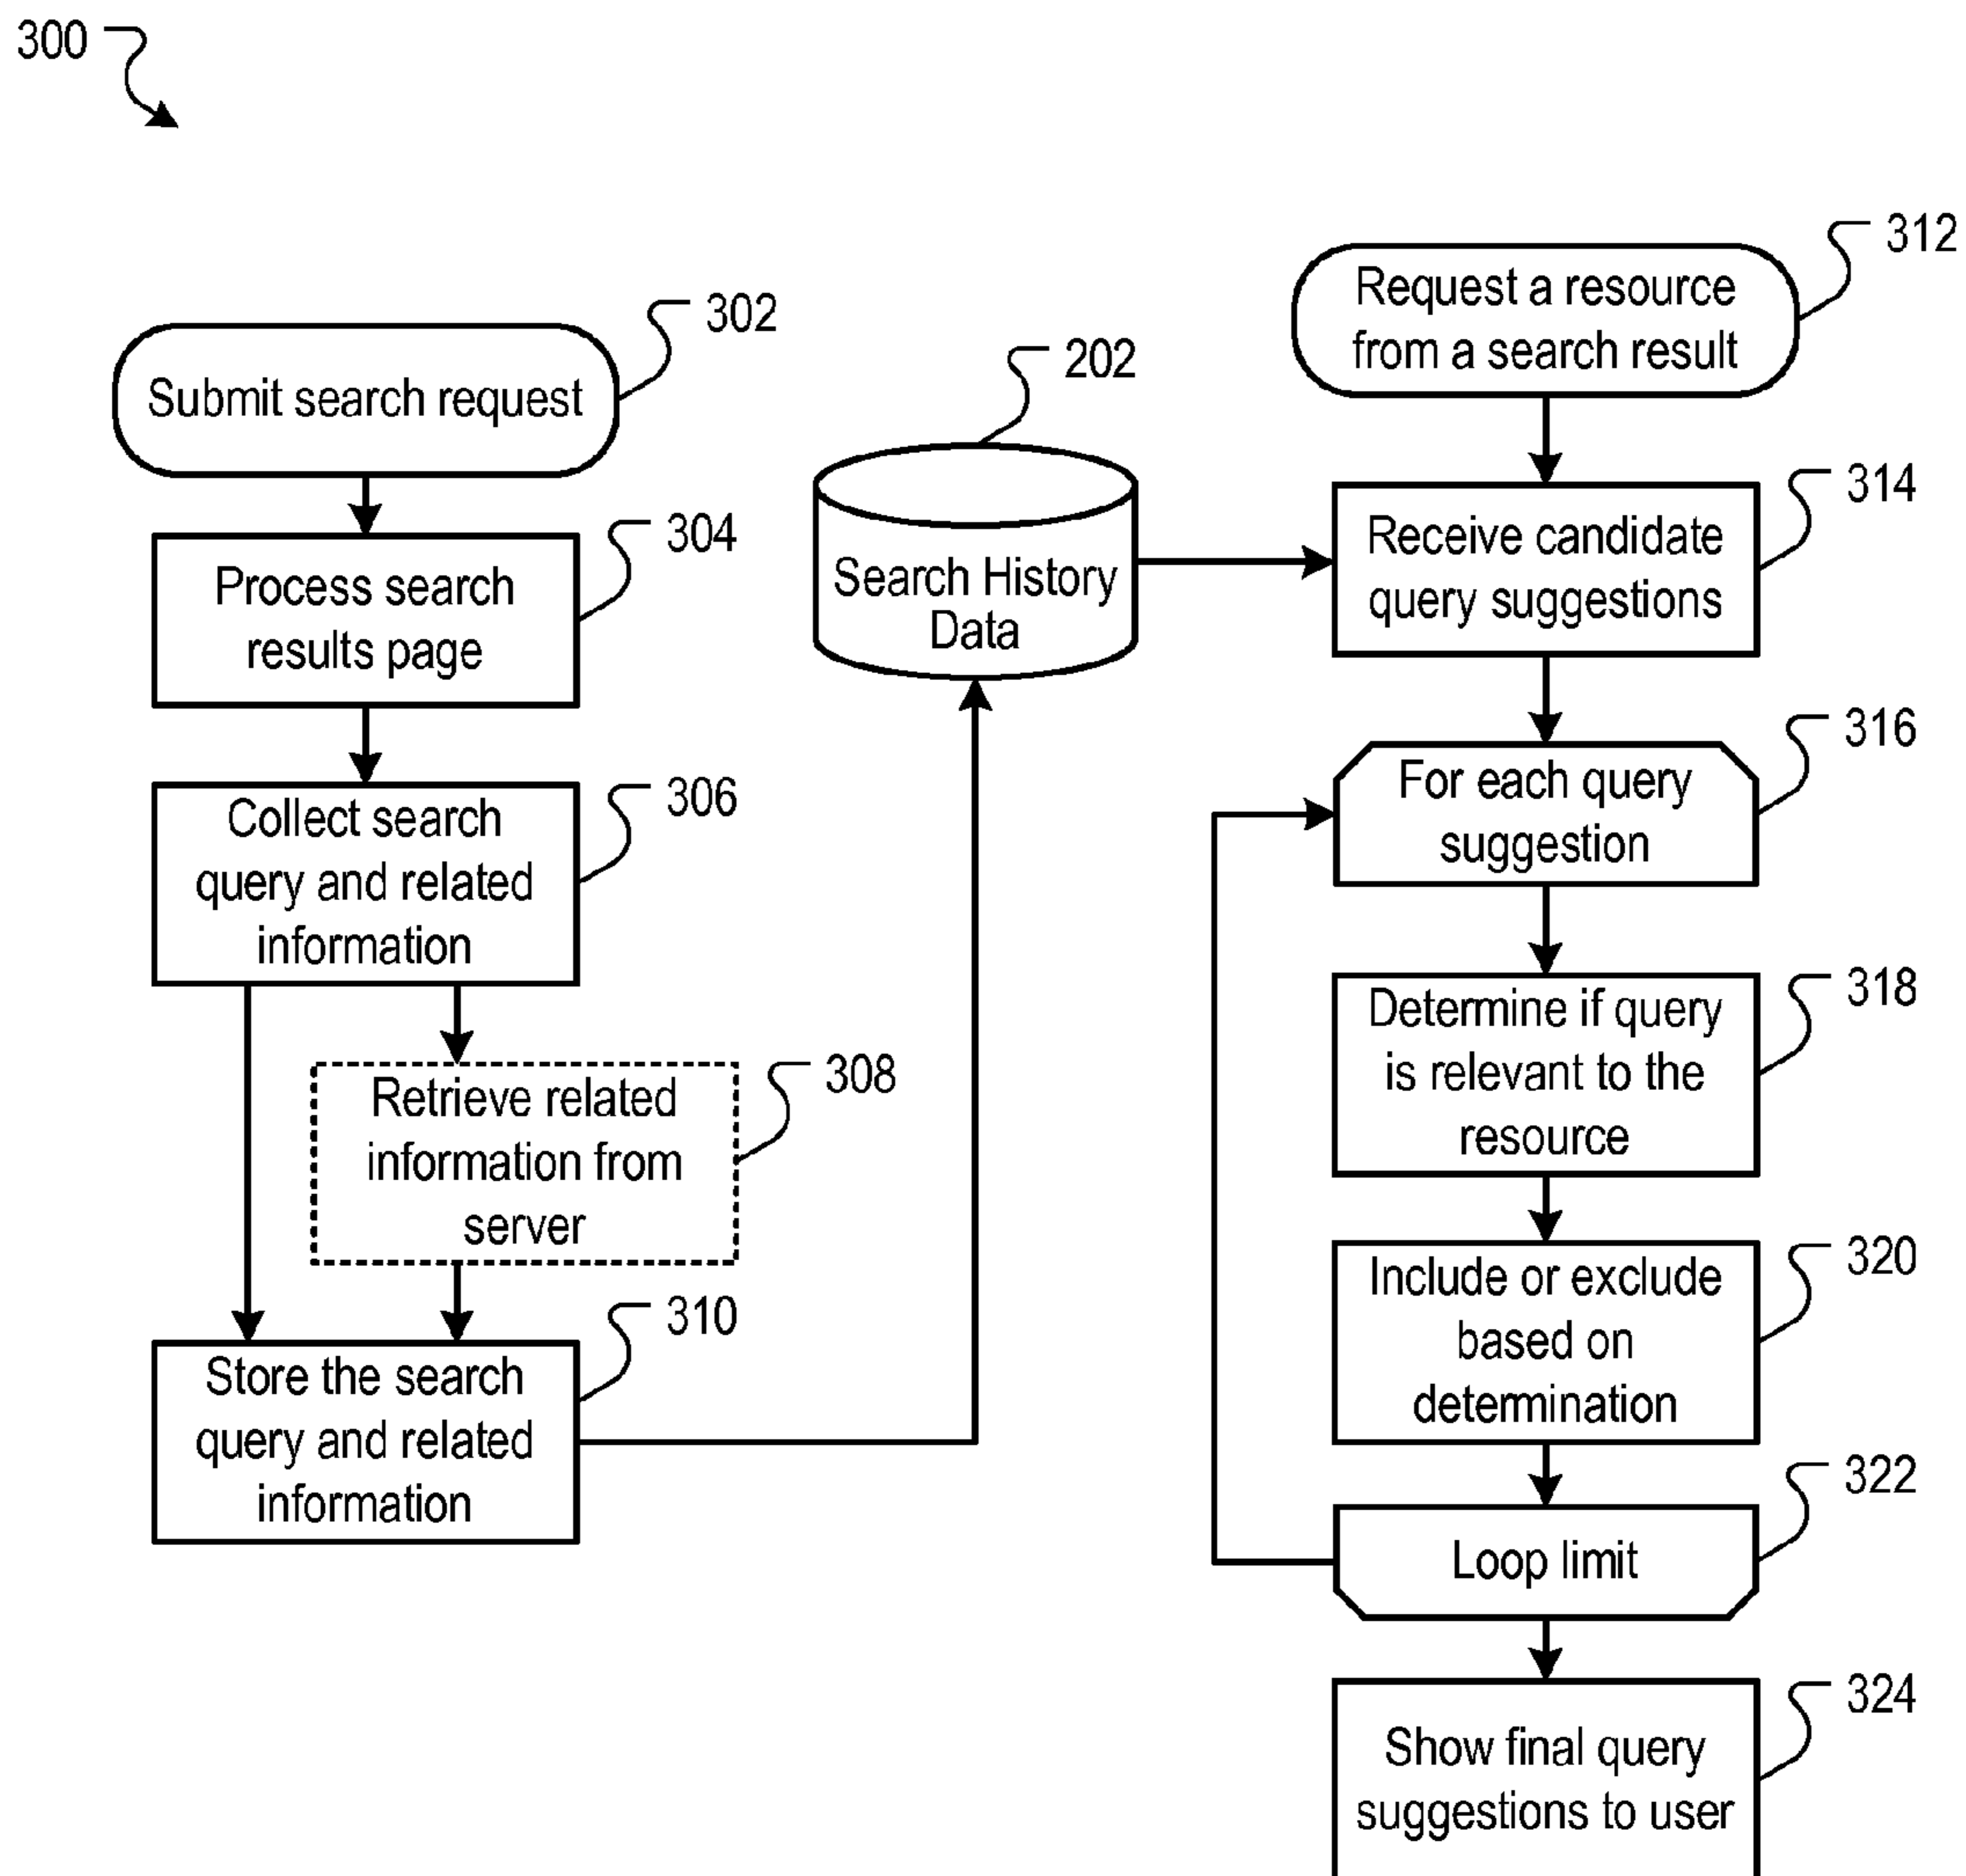 300
302
Submit search request
304
Process search
results page
306
Collect search
query and related
information
308
Retrieve related
information from
server
310
Store the search
query and related
information
202
Search History
Data
312
Request a resource
from a search result
314
Receive candidate
query suggestions
316
For each query
suggestion
318
Determine if query
is relevant to the
resource
320
Include or exclude
based on
determination
322
Loop limit
324
Show final query
suggestions to user